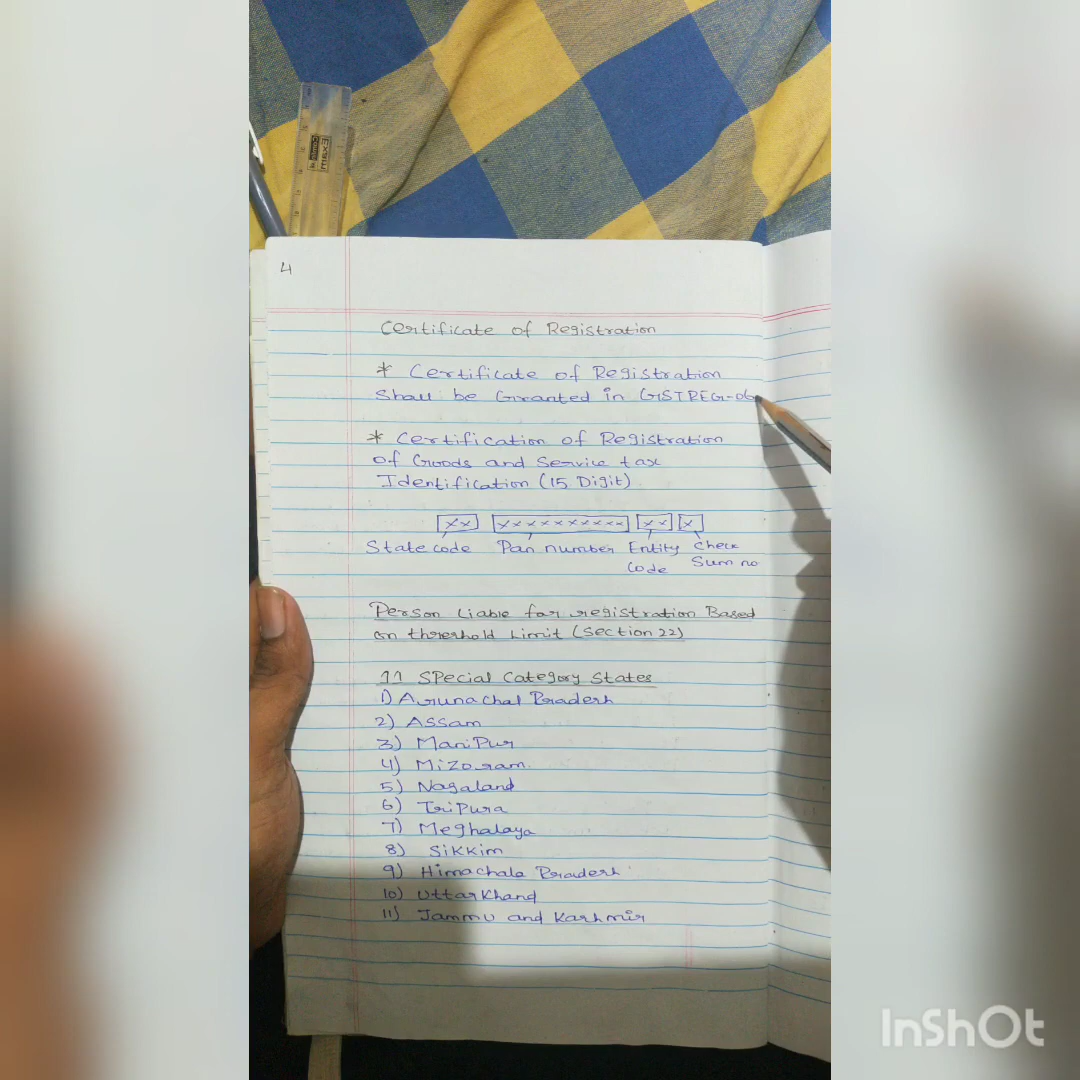 Exam
Camlin
4
Certificate of Registration
* Certificate of Registration
Shall be Granted in GSTREG-06
* Certification of Registration
of Goods and Service tax
Identification (15 Digit)
XX XXXXXXXXXX XX X
State code Pan number Entity Check
Code Sum no
Person Liable for registration Based
on threshold Limit (Section 22)
11 Special Category States
1) Arunachal Pradesh
2) Assam
3) Manipur
4) Mizoram
5) Nagaland
6) Tripura
7) Meghalaya
8) Sikkim
9) Himachala Pradesh
10) Uttarkhand
11) Jammu and Kashmir
InShOt